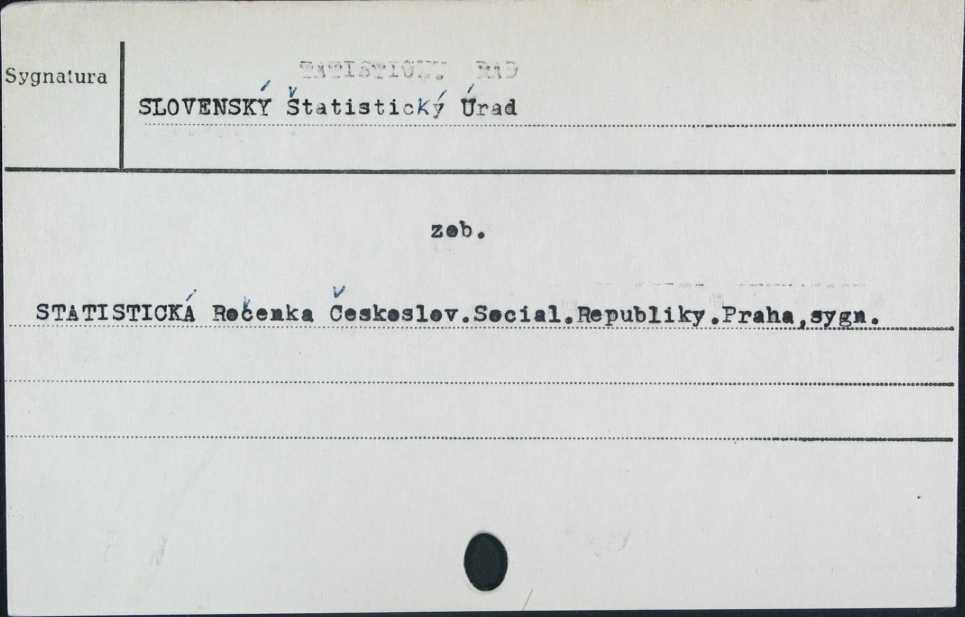 Sygnatura
SLOVENSKÝ Štatistický Úrad
zob.
STATISTICKÁ Ročenka Českoslov.Social.Republiky.Praha,sygn.